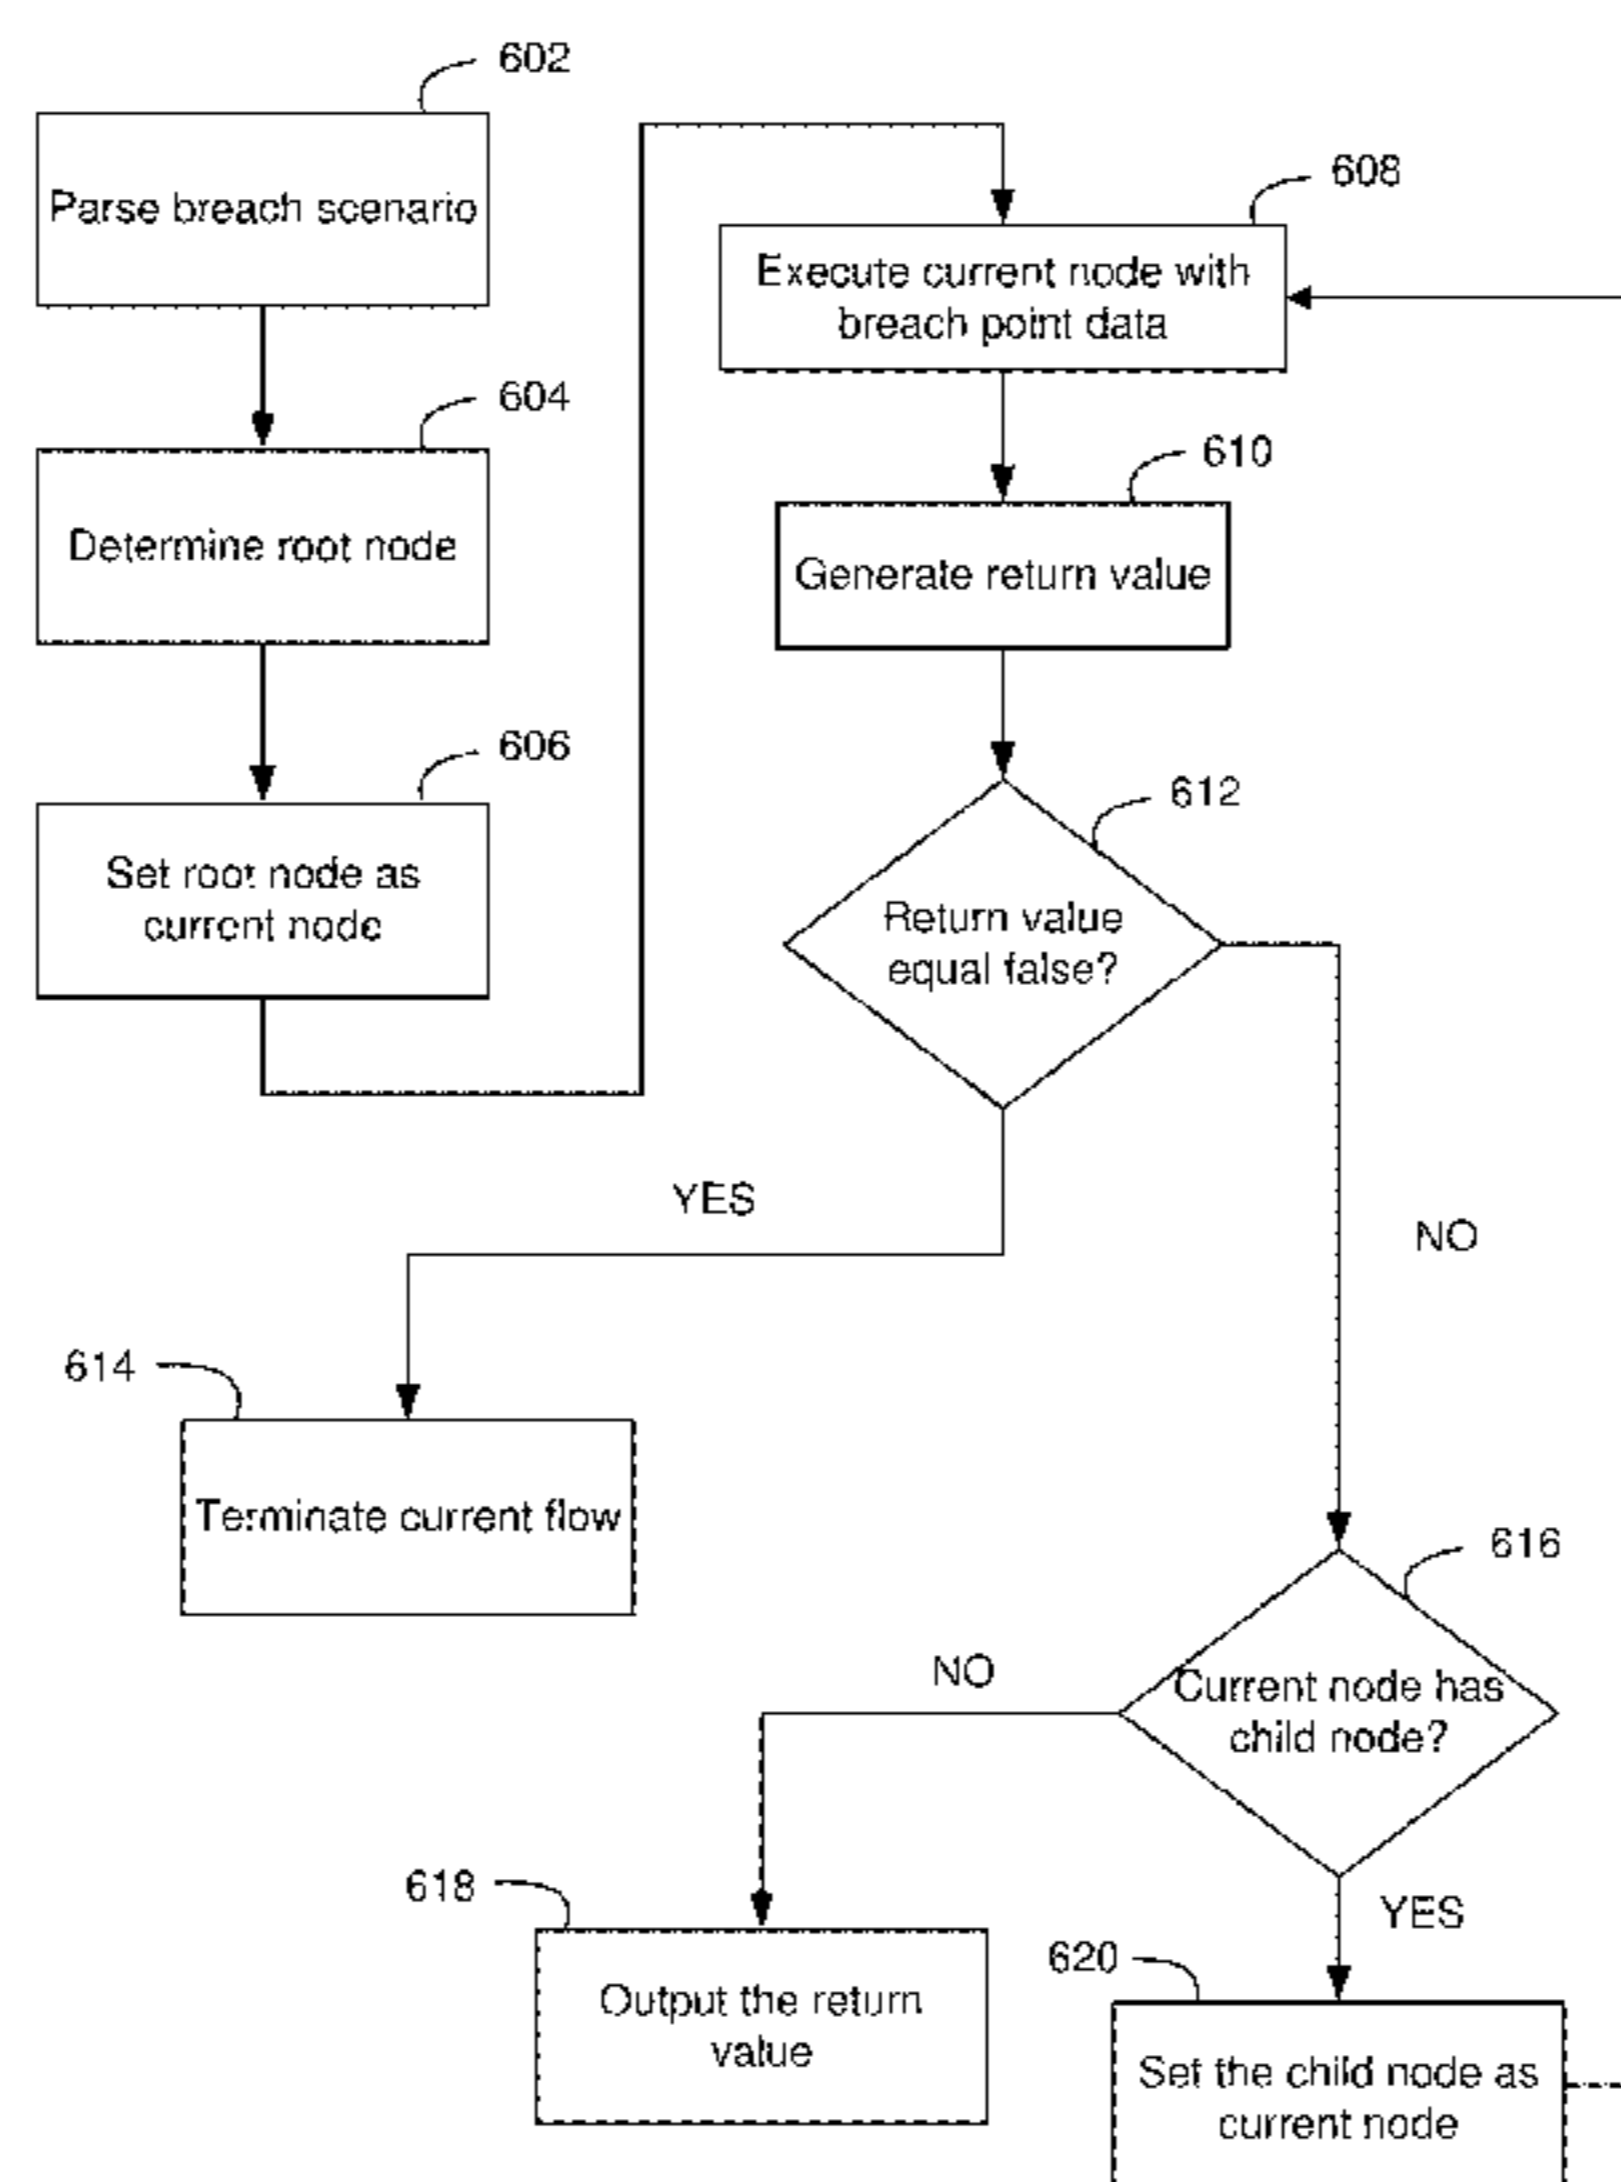 602
Parse breach scenario
604
Determine root node
606
Set root node as
current node
608
Execute current node with
breach point data
610
Generate return value
612
Return value
equal false?
YES
NO
614
Terminate current flow
616
Current node has
child node?
NO
YES
618
Output the return
value
620
Set the child node as
current node